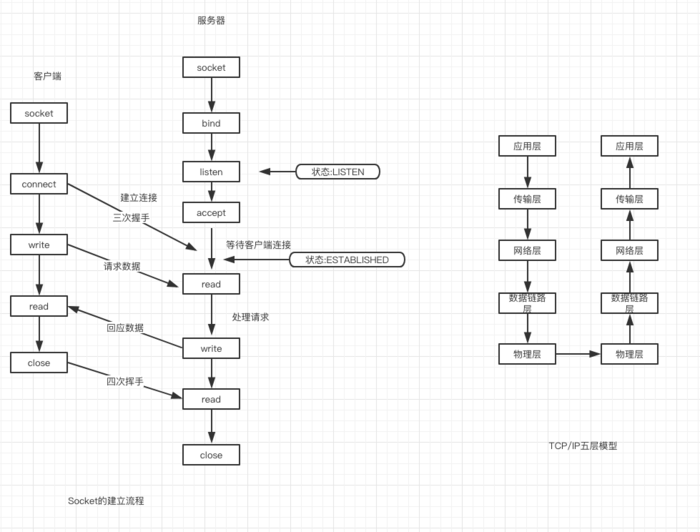 服务器
客户端
socket
socket
bind
connect
listen
状态:LISTEN
建立连接
三次握手
accept
write
等待客户端连接
状态:ESTABLISHED
请求数据
read
read
处理请求
回应数据
write
close
四次挥手
read
close
Socket的建立流程
应用层
传输层
网络层
数据链路
层
物理层
应用层
传输层
网络层
数据链路
层
物理层
TCP/IP五层模型